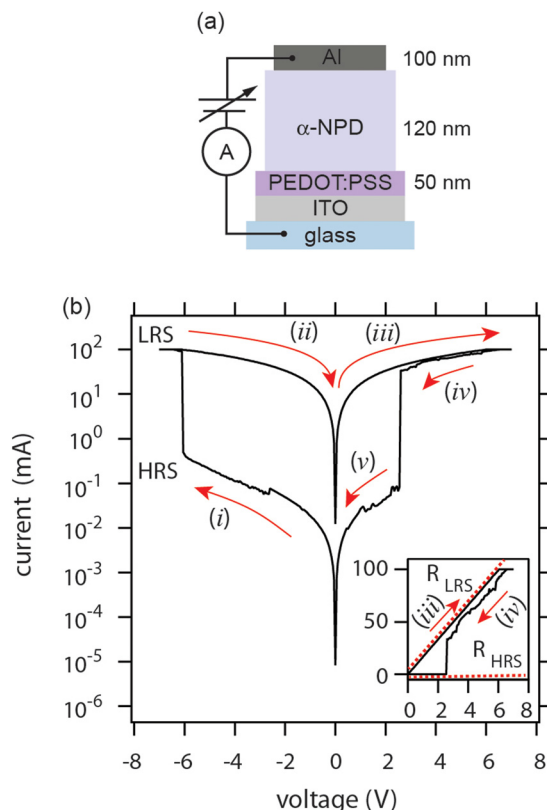 (a)
Al
100 nm
α-NPD
120 nm
A
PEDOT:PSS
50 nm
ITO
glass
(b)
LRS
(ii)
(iii)
10²
(iv)
10¹
10⁰
HRS
(v)
10⁻¹
(i)
10⁻²
10⁻³
10⁻⁴
10⁻⁵
10⁻⁶
current (mA)
100
R LRS
(iii)
(iv)
50
R HRS
0
0 2 4 6 8
-8 -6 -4 -2 0 2 4 6 8
voltage (V)